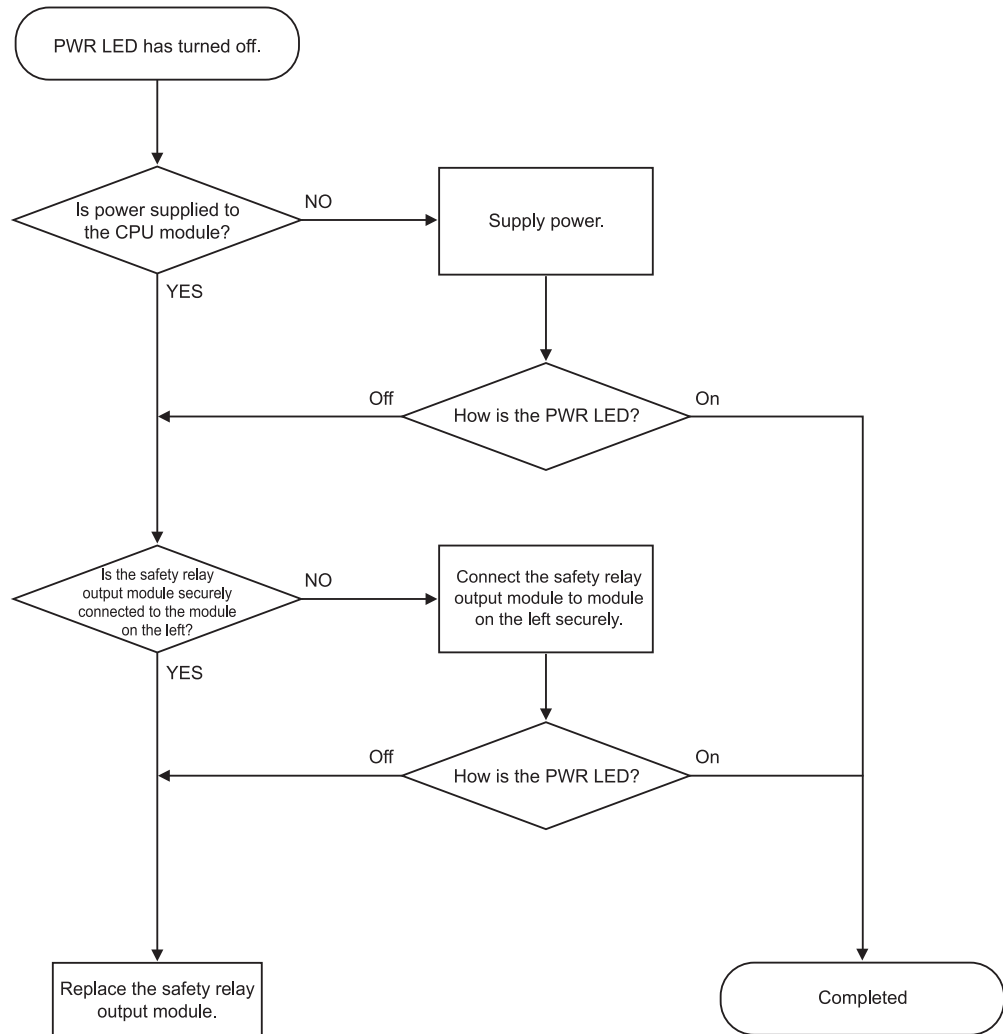 PWR LED has turned off.
Is power supplied to
the CPU module?
NO
Supply power.
YES
Off
How is the PWR LED?
On
Is the safety relay
output module securely
connected to the module
on the left?
NO
Connect the safety relay
output module to module
on the left securely.
YES
Off
How is the PWR LED?
On
Replace the safety relay
output module.
Completed